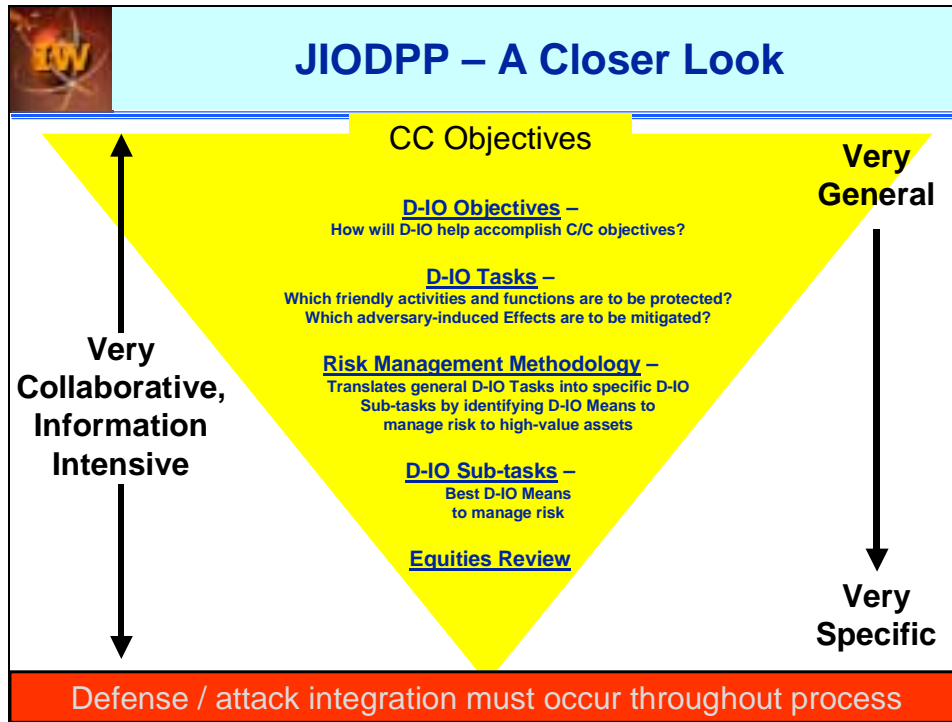 IW
JIODPP – A Closer Look
CC Objectives
Very
General
D-IO Objectives –
How will D-IO help accomplish C/C objectives?
D-IO Tasks –
Which friendly activities and functions are to be protected?
Which adversary-induced Effects are to be mitigated?
Very
Collaborative,
Information
Intensive
Risk Management Methodology –
Translates general D-IO Tasks into specific D-IO
Sub-tasks by identifying D-IO Means to
manage risk to high-value assets
D-IO Sub-tasks –
Best D-IO Means
to manage risk
Equities Review
Very
Specific
Defense / attack integration must occur throughout process